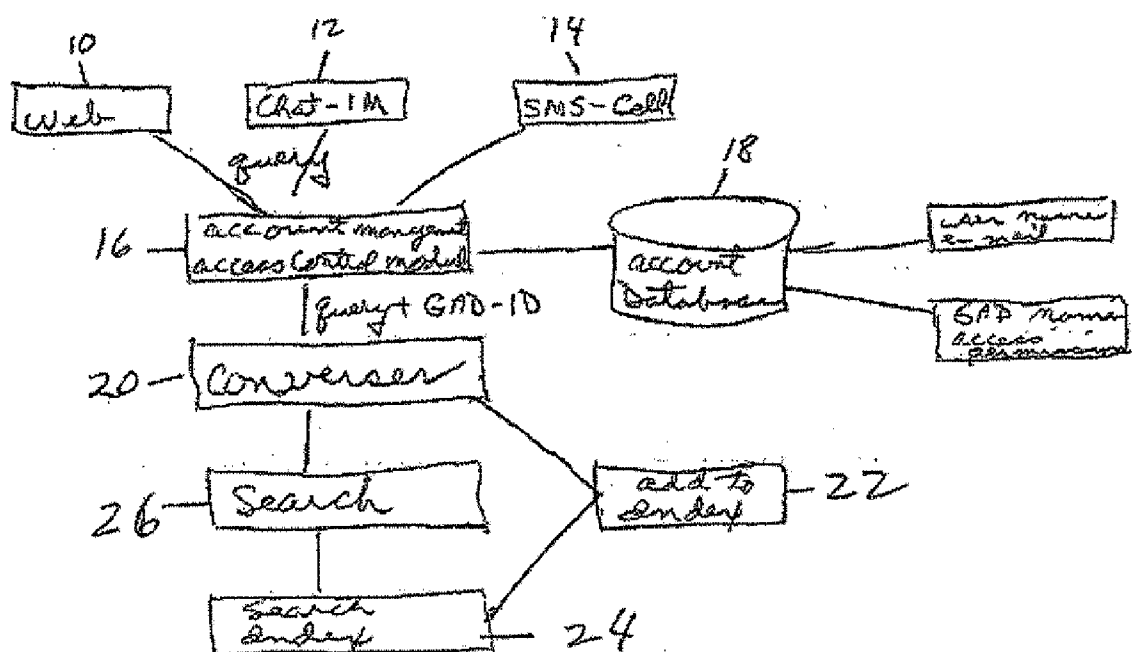 10
12
14
Web
Chat-IM
SMS-Cell
query
18
16
account mangement
access control module
account
Database
user name
e-mail
query + GAD-ID
GAD name
access
permissions
20
Converser
26
Search
add to
Index
22
Search
Index
24